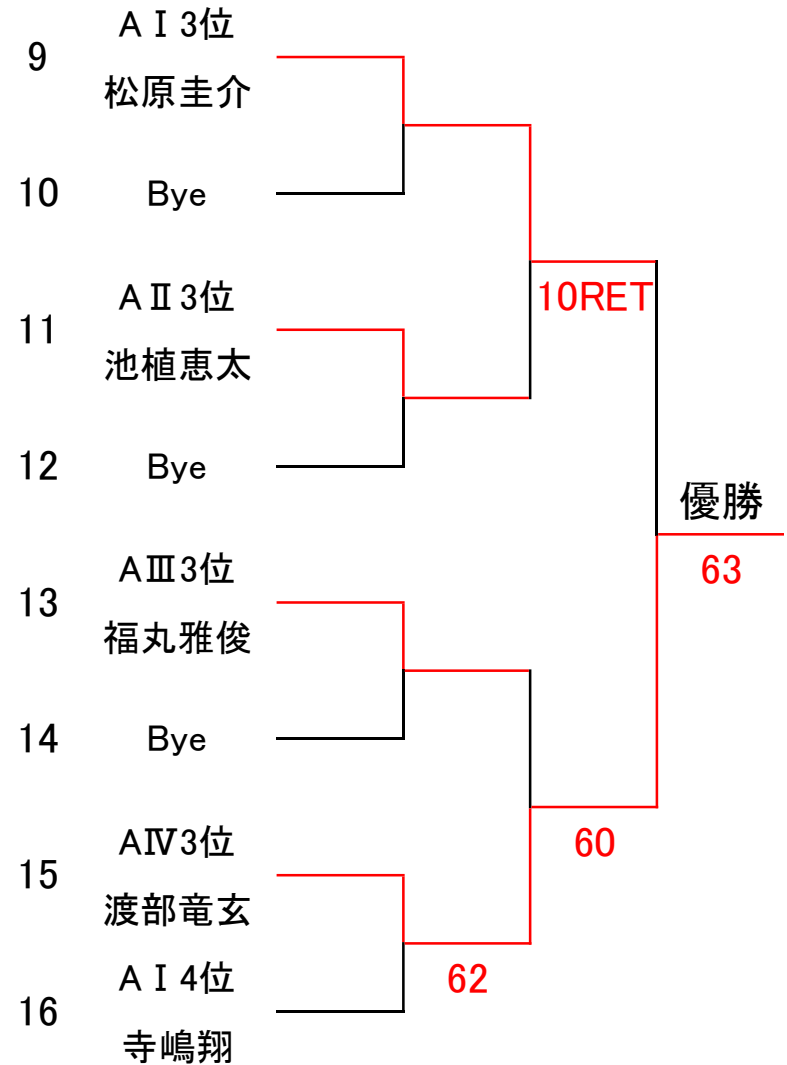 9
AⅠ3位
松原圭介
10 Bye
10RET
11
AⅡ3位
池植恵太
12 Bye
優勝
63
13
AⅢ3位
福丸雅俊
14 Bye
60
15
AⅣ3位
渡部竜玄
62
16
AⅠ4位
寺嶋翔